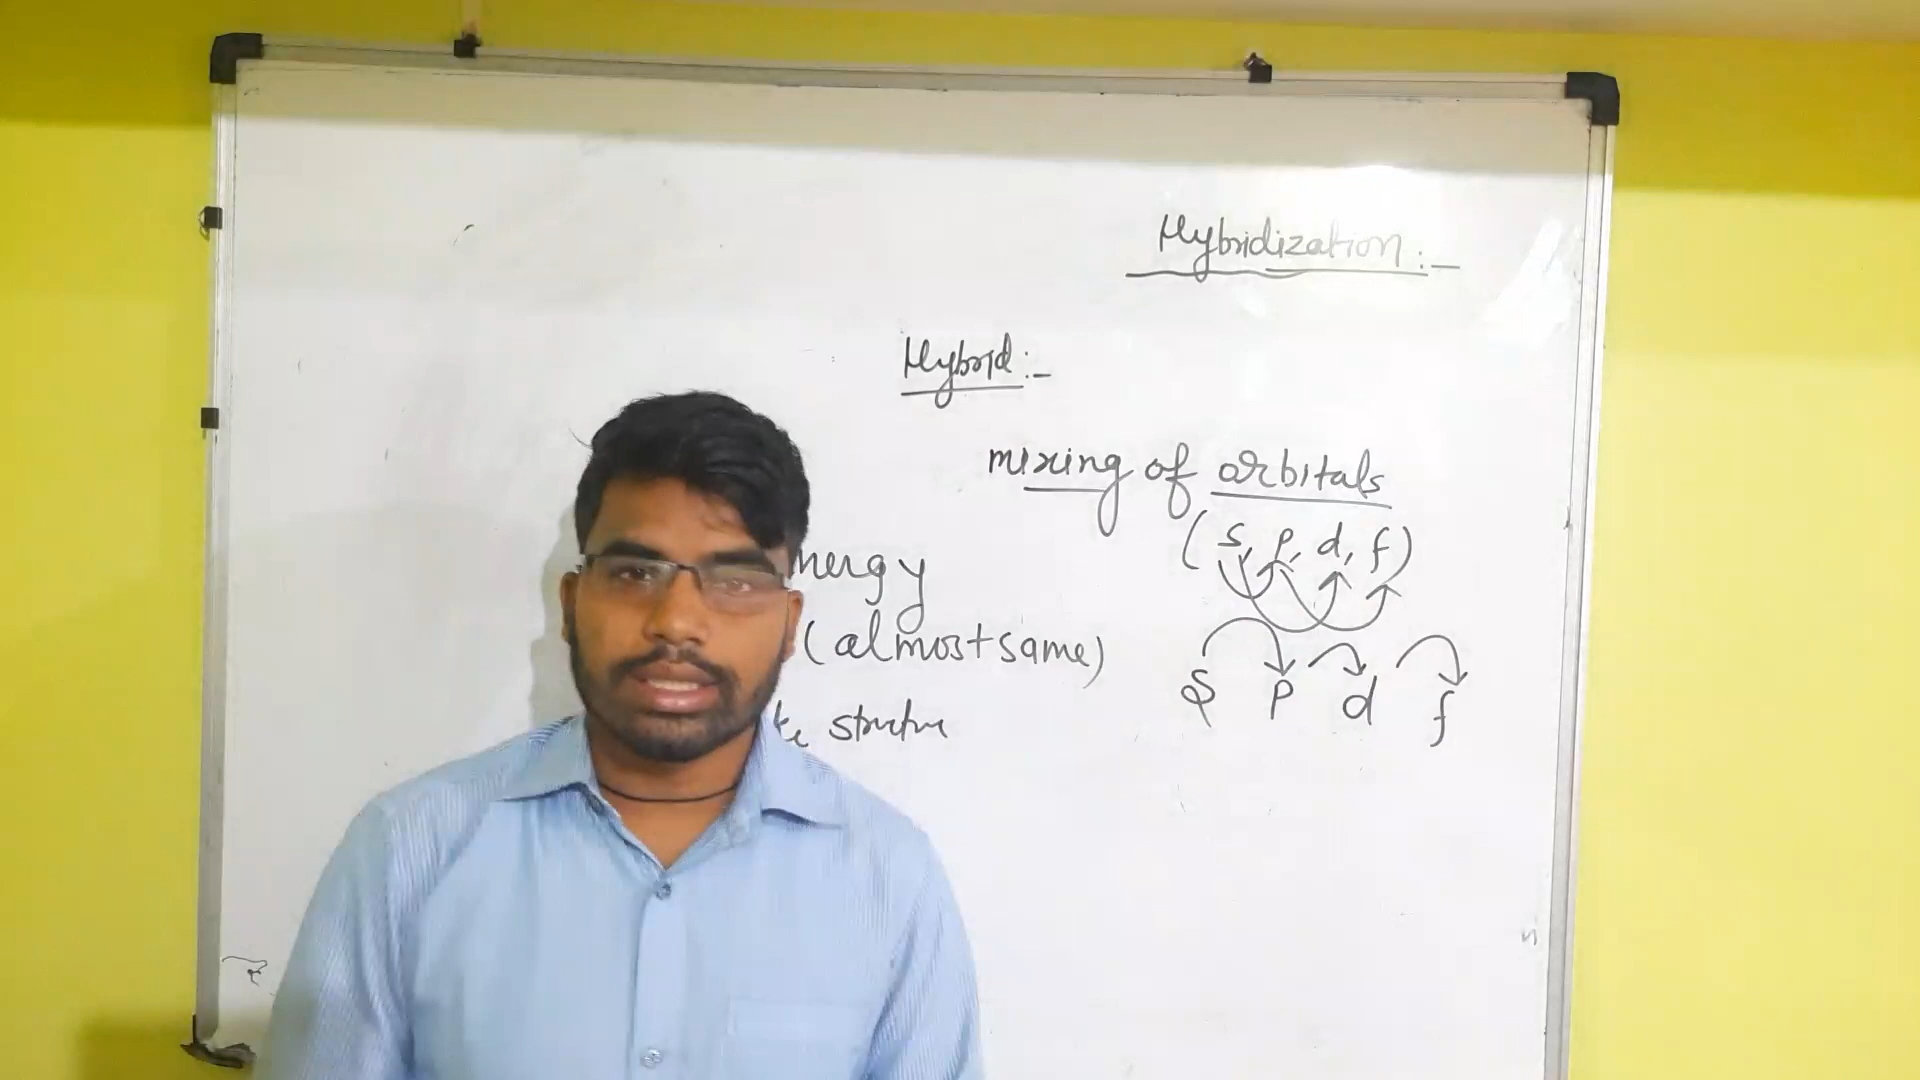 Hybridization:-
Hybrid:-
mixing of orbitals
(s, p, d, f)
nergy
(almost same)
s p d f